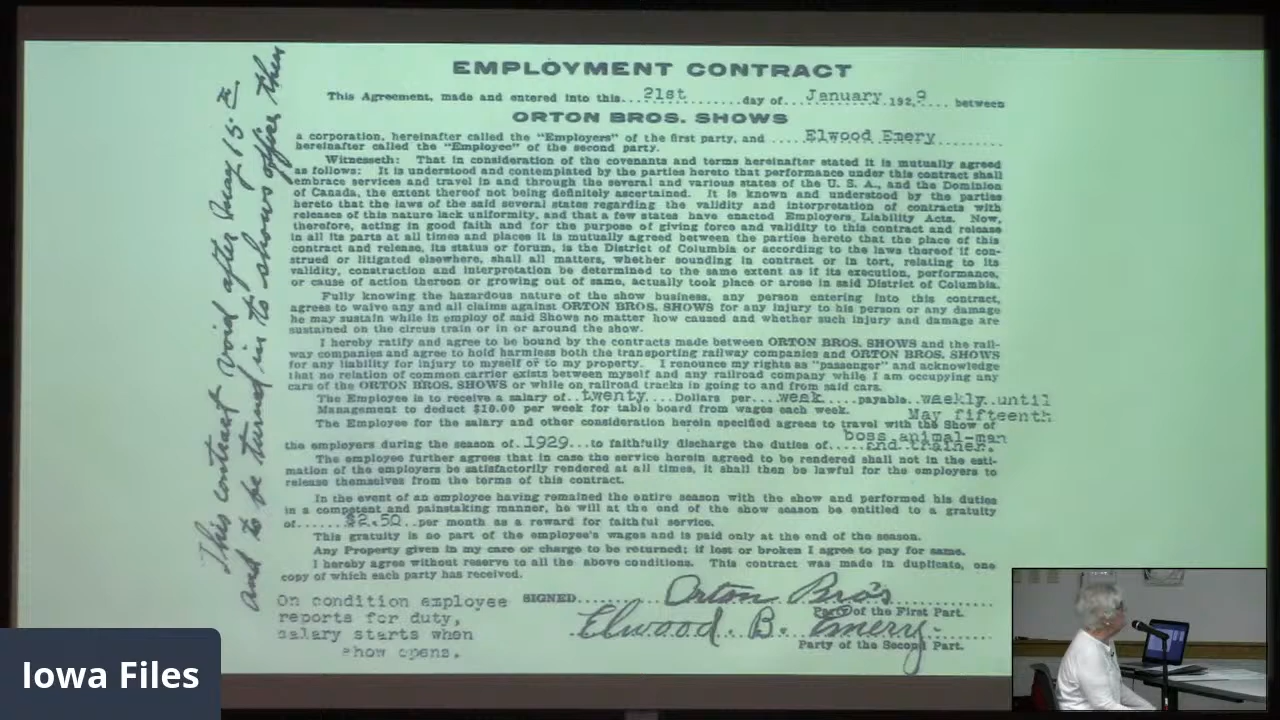 EMPLOYMENT CONTRACT
This Agreement, made and entered into this...21st........day of....January..1929...between
ORTON BROS. SHOWS
a corporation, hereinafter called the "Employers" of the first party, and ....Elwood Emery..........
hereinafter called the "Employee" of the second party.
Witnesseth: That in consideration of the covenants and terms hereinafter stated it is mutually agreed
as follows: It is understood and contemplated by the parties hereto that performance under this contract shall
embrace services and travel in and through the several and various states of the U. S. A., and the Dominion
of Canada, the extent thereof not being definitely ascertained. It is known and understood by the parties
hereto that the laws of the said several states regarding the validity and interpretation of contracts with
releases of this nature lack uniformity, and that a few states have enacted Employers Liability Acts. Now,
therefore, acting in good faith and for the purpose of giving force and validity to this contract and release
in all its parts at all times and places it is mutually agreed between the parties hereto that the place of this
contract and release, its status or forum, is the District of Columbia or according to the laws thereof if con-
strued or litigated elsewhere, shall all matters, whether sounding in contract or in tort, relating to its
validity, construction and interpretation be determined to the same extent as if its execution, performance,
or cause of action thereon or growing out of same, actually took place or arose in said District of Columbia.
Fully knowing the hazardous nature of the show business, any person entering into this contract,
agrees to waive any and all claims against ORTON BROS. SHOWS for any injury to his person or any damage
he may sustain while in employ of said Shows no matter how caused and whether such injury and damage are
sustained on the circus train or in or around the show.
I hereby ratify and agree to be bound by the contracts made between ORTON BROS. SHOWS and the rail-
way companies and agree to hold harmless both the transporting railway companies and ORTON BROS. SHOWS
for any liability for injury to myself or to my property. I renounce my rights as "passenger" and acknowledge
that no relation of common carrier exists between myself and any railroad company while I am occupying any
cars of the ORTON BROS. SHOWS or while on railroad tracks in going to and from said cars.
The Employee is to receive a salary of..twenty....Dollars per...week.....payable..weekly..until
Management to deduct $10.00 per week for table board from wages each week. May fifteenth
The Employee for the salary and other consideration herein specified agrees to travel with the Show of
boss animal-man
the employers during the season of.1929...to faithfully discharge the duties of.....and trainer.
The employee further agrees that in case the service herein agreed to be rendered shall not in the esti-
mation of the employers be satisfactorily rendered at all times, it shall then be lawful for the employers to
release themselves from the terms of this contract.
In the event of an employee having remained the entire season with the show and performed his duties
in a competent and painstaking manner, he will at the end of the show season be entitled to a gratuity
of.......$2.50..per month as a reward for faithful service.
This gratuity is no part of the employee's wages and is paid only at the end of the season.
Any Property given in my care or charge to be returned; if lost or broken I agree to pay for same.
I hereby agree without reserve to all the above conditions. This contract was made in duplicate, one
copy of which each party has received.
SIGNED........Orton Bro's
Party of the First Part.
Elwood. B. Emery.
Party of the Second Part.
On condition employee
reports for duty,
salary starts when
show opens.
This contract void after May 15.th
and to be turned in to shows office then
Iowa Files